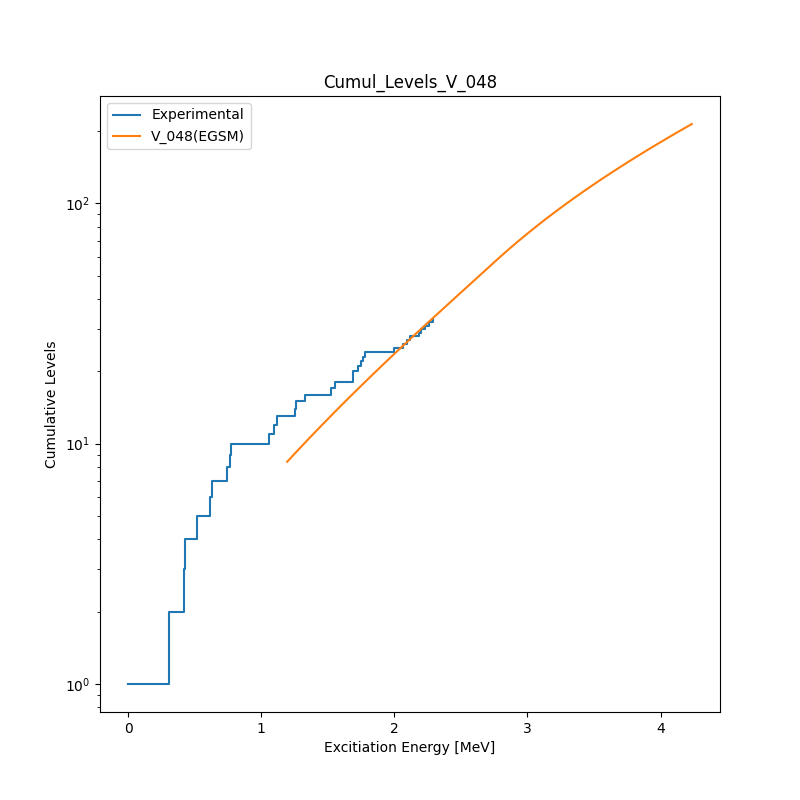 Cumul_Levels_V_048
Experimental
V_048(EGSM)
Cumulative Levels
10²
10¹
10⁰
0 1 2 3 4
Excitiation Energy [MeV]